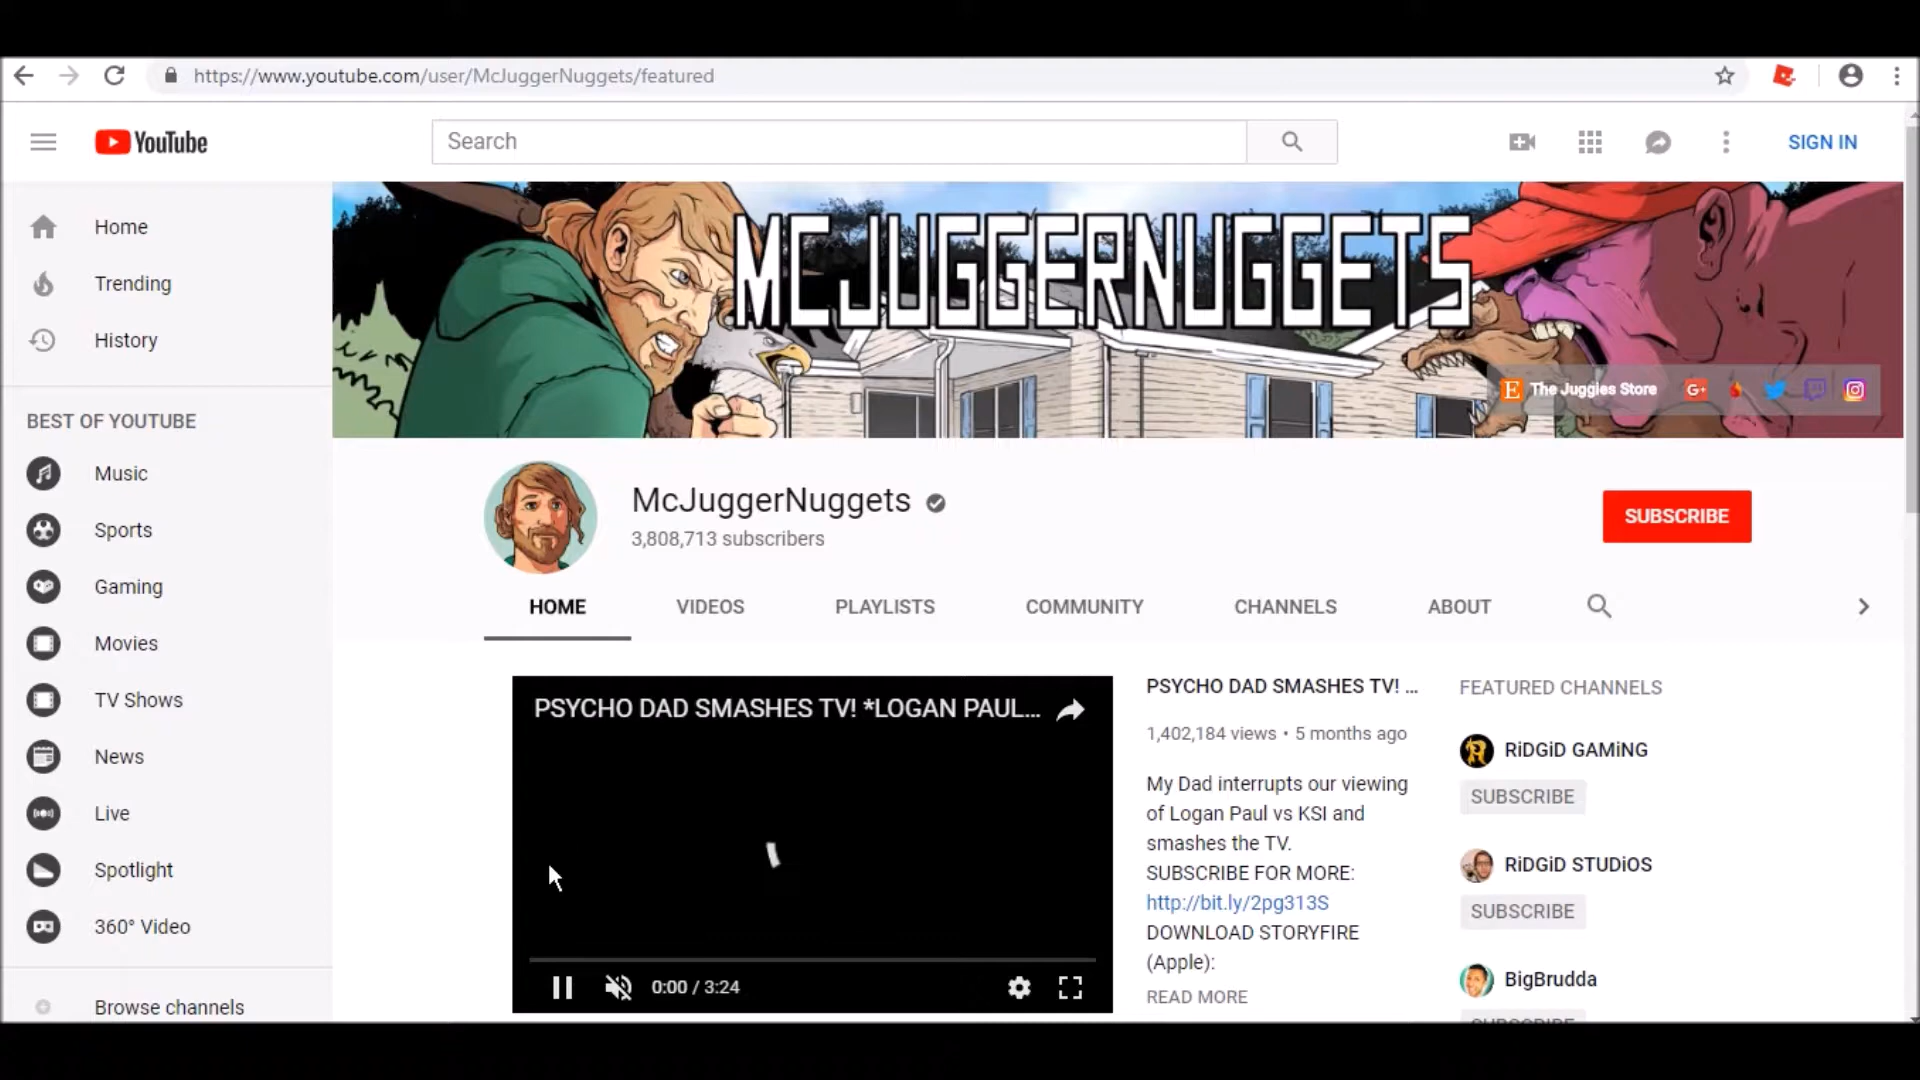 https://www.youtube.com/user/McJuggerNuggets/featured
YouTube
Search
SIGN IN
Home
Trending
History
BEST OF YOUTUBE
Music
Sports
Gaming
Movies
TV Shows
News
Live
Spotlight
360° Video
Browse channels
MCJUGGERNUGGETS
E The Juggies Store G+
McJuggerNuggets
3,808,713 subscribers
SUBSCRIBE
HOME VIDEOS PLAYLISTS COMMUNITY CHANNELS ABOUT
PSYCHO DAD SMASHES TV! *LOGAN PAUL...
0:00 / 3:24
PSYCHO DAD SMASHES TV! ...
1,402,184 views • 5 months ago
My Dad interrupts our viewing
of Logan Paul vs KSI and
smashes the TV.
SUBSCRIBE FOR MORE:
http://bit.ly/2pg313S
DOWNLOAD STORYFIRE
(Apple):
READ MORE
FEATURED CHANNELS
RiDGiD GAMiNG
SUBSCRIBE
RiDGiD STUDiOS
SUBSCRIBE
BigBrudda
SUBSCRIBE